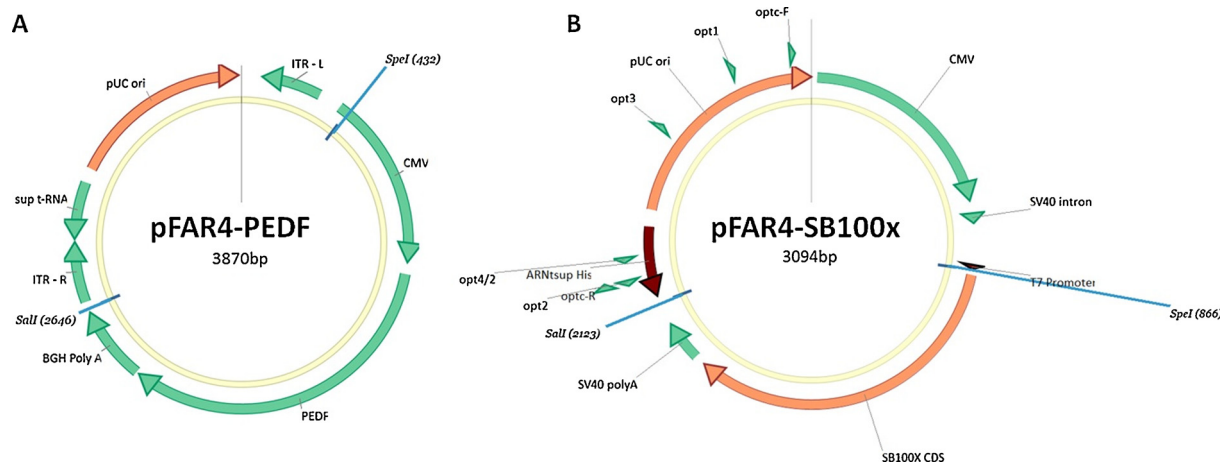 A
ITR - L
SpeI (432)
pUC ori
CMV
sup t-RNA
pFAR4-PEDF
3870bp
ITR - R
SalI (2646)
BGH Poly A
PEDF
B
optc-F
opt1
pUC ori
CMV
opt3
SV40 intron
pFAR4-SB100x
3094bp
opt4/2
ARNtsup His
T7 Promoter
opt2
optc-R
SpeI (866)
SalI (2123)
SV40 polyA
SB100X CDS